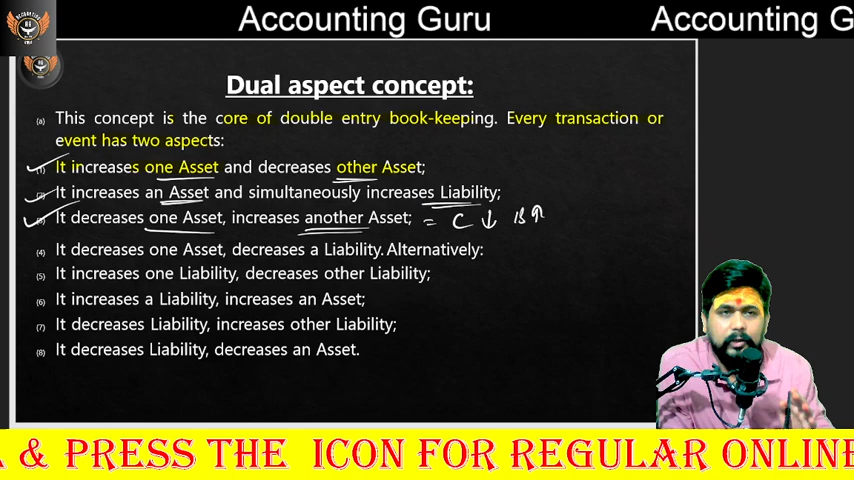 Accounting Guru Accounting G
Dual aspect concept:
(a) This concept is the core of double entry book-keeping. Every transaction or
event has two aspects:
(1) It increases one Asset and decreases other Asset;
(2) It increases an Asset and simultaneously increases Liability;
(3) It decreases one Asset, increases another Asset; = C ↓ B↑
(4) It decreases one Asset, decreases a Liability. Alternatively:
(5) It increases one Liability, decreases other Liability;
(6) It increases a Liability, increases an Asset;
(7) It decreases Liability, increases other Liability;
(8) It decreases Liability, decreases an Asset.
A & PRESS THE ICON FOR REGULAR ONLINE